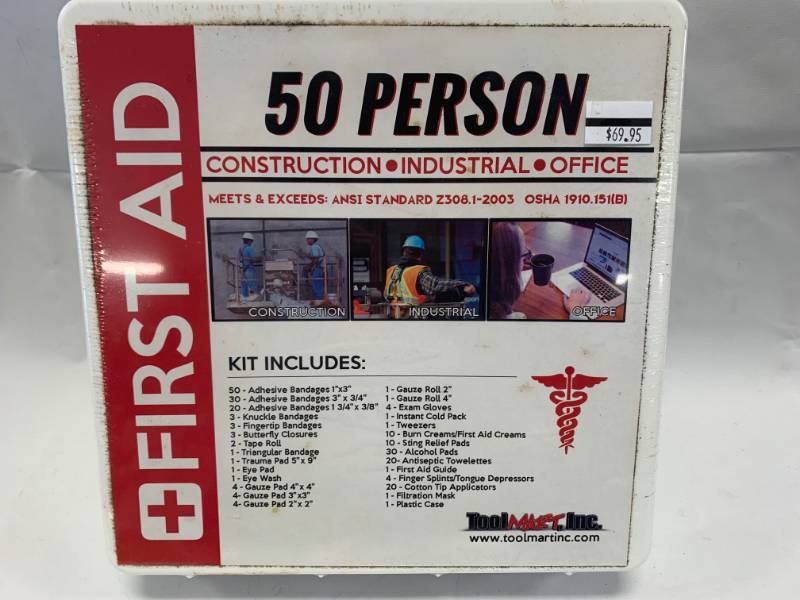 FIRST AID
50 PERSON
$69.95
CONSTRUCTION • INDUSTRIAL • OFFICE
MEETS & EXCEEDS: ANSI STANDARD Z308.1-2003 OSHA 1910.151(B)
CONSTRUCTION
INDUSTRIAL
OFFICE
KIT INCLUDES:
50 - Adhesive Bandages 1"x3"
30 - Adhesive Bandages 3" x 3/4"
20 - Adhesive Bandages 1 3/4" x 3/8"
3 - Knuckle Bandages
3 - Fingertip Bandages
3 - Butterfly Closures
2 - Tape Roll
1 - Triangular Bandage
1 - Trauma Pad 5" x 9"
1 - Eye Pad
1 - Eye Wash
4 - Gauze Pad 4" x 4"
4- Gauze Pad 3" x3"
4- Gauze Pad 2" x 2"
1 - Gauze Roll 2"
1 - Gauze Roll 4"
4 - Exam Gloves
1 - Instant Cold Pack
1 - Tweezers
10 - Burn Creams/First Aid Creams
10 - Sting Relief Pads
30 - Alcohol Pads
20- Antiseptic Towelettes
1 - First Aid Guide
4 - Finger Splints/Tongue Depressors
20 - Cotton Tip Applicators
1 - Filtration Mask
1 - Plastic Case
ToolMART, Inc.
www.toolmartinc.com